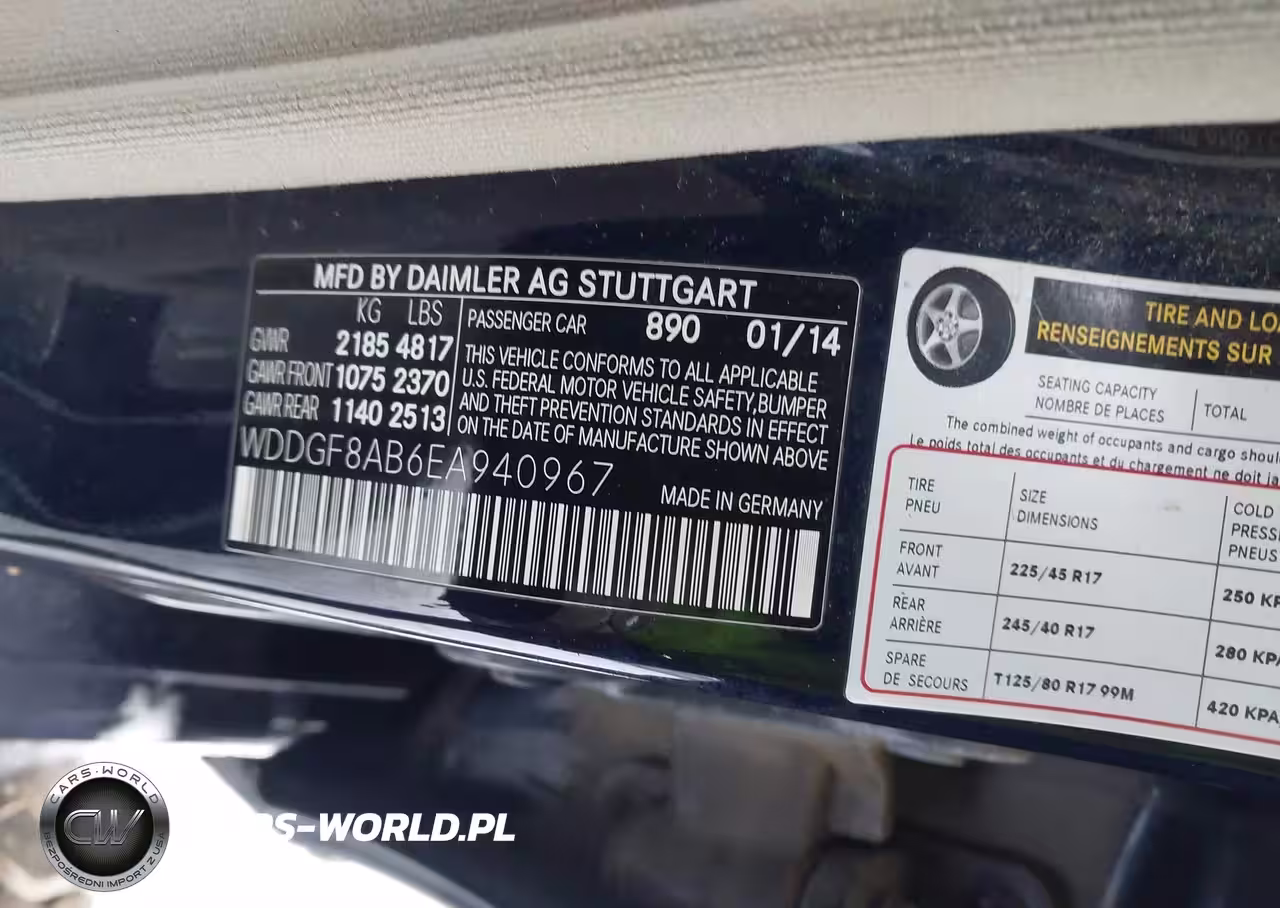 MFD BY DAIMLER AG STUTTGART
KG LBS
GVWR 2185 4817
GAWR FRONT 1075 2370
GAWR REAR 1140 2513
PASSENGER CAR 890 01/14
THIS VEHICLE CONFORMS TO ALL APPLICABLE
U.S. FEDERAL MOTOR VEHICLE SAFETY,BUMPER
AND THEFT PREVENTION STANDARDS IN EFFECT
ON THE DATE OF MANUFACTURE SHOWN ABOVE
WDDGF8AB6EA940967
MADE IN GERMANY
TIRE AND LO
RENSEIGNEMENTS SUR
SEATING CAPACITY
NOMBRE DE PLACES
TOTAL
The combined weight of occupants and cargo shoul
Le poids total des occupants et du chargement ne doit ja
TIRE
PNEU
SIZE
DIMENSIONS
COLD
PRESS
PNEUS
FRONT
AVANT
225/45 R17
250 KP
REAR
ARRIÈRE
245/40 R17
280 KPA
SPARE
DE SECOURS
T125/80 R17 99M
420 KPA
CARS-WORLD
CW
BEZPOŚREDNI IMPORT Z USA
RS-WORLD.PL